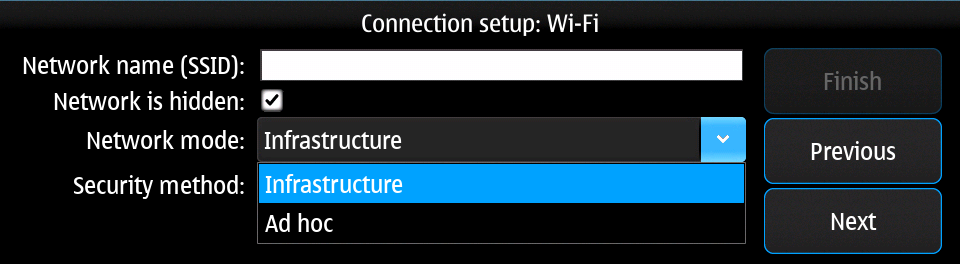 Connection setup: Wi-Fi
Network name (SSID):
Finish
Network is hidden:
Network mode: Infrastructure
Previous
Security method: Infrastructure
Ad hoc
Next